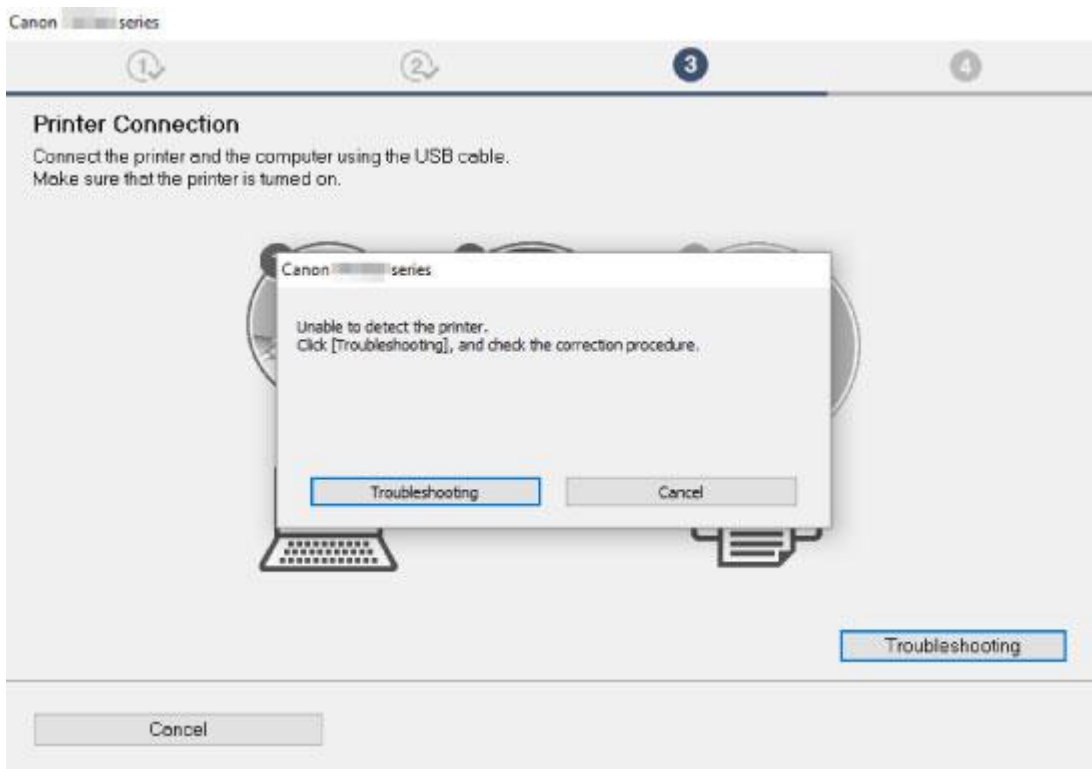 Canon series
1 2 3 4
Printer Connection
Connect the printer and the computer using the USB cable.
Make sure that the printer is turned on.
Canon series
Unable to detect the printer.
Click [Troubleshooting], and check the correction procedure.
Troubleshooting Cancel
Troubleshooting
Cancel